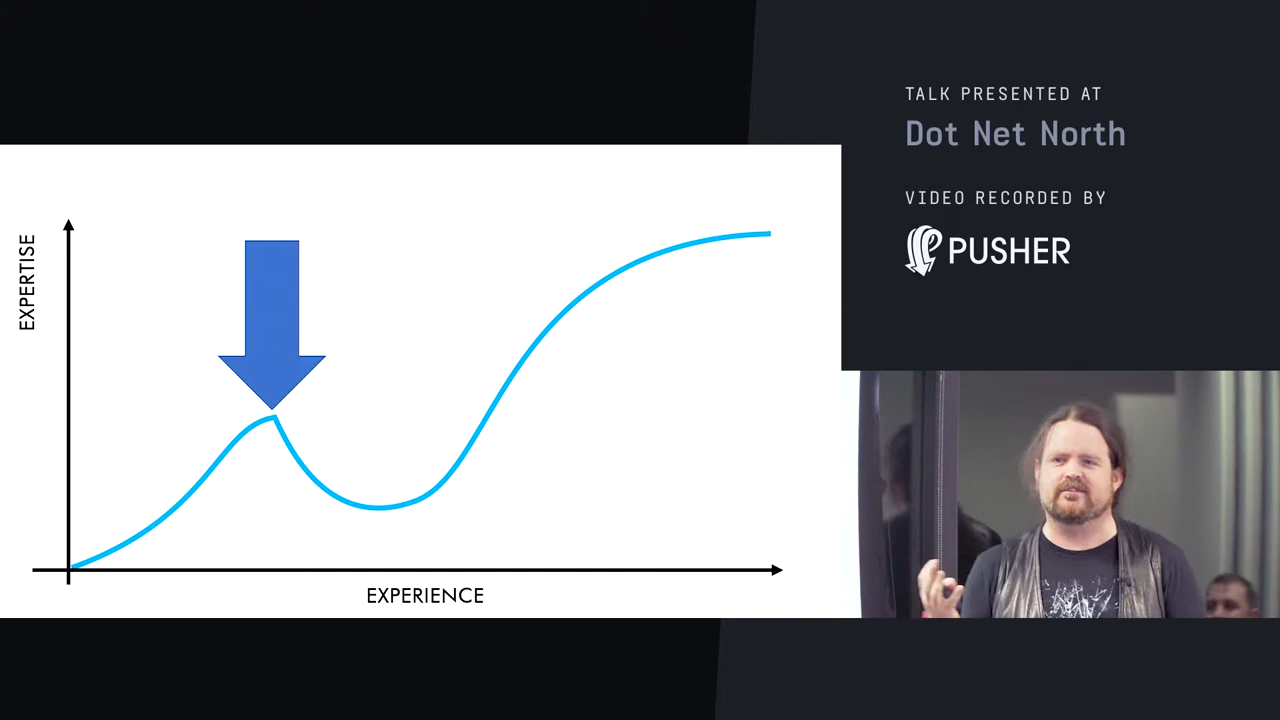 TALK PRESENTED AT
Dot Net North
VIDEO RECORDED BY
PUSHER
EXPERTISE
EXPERIENCE